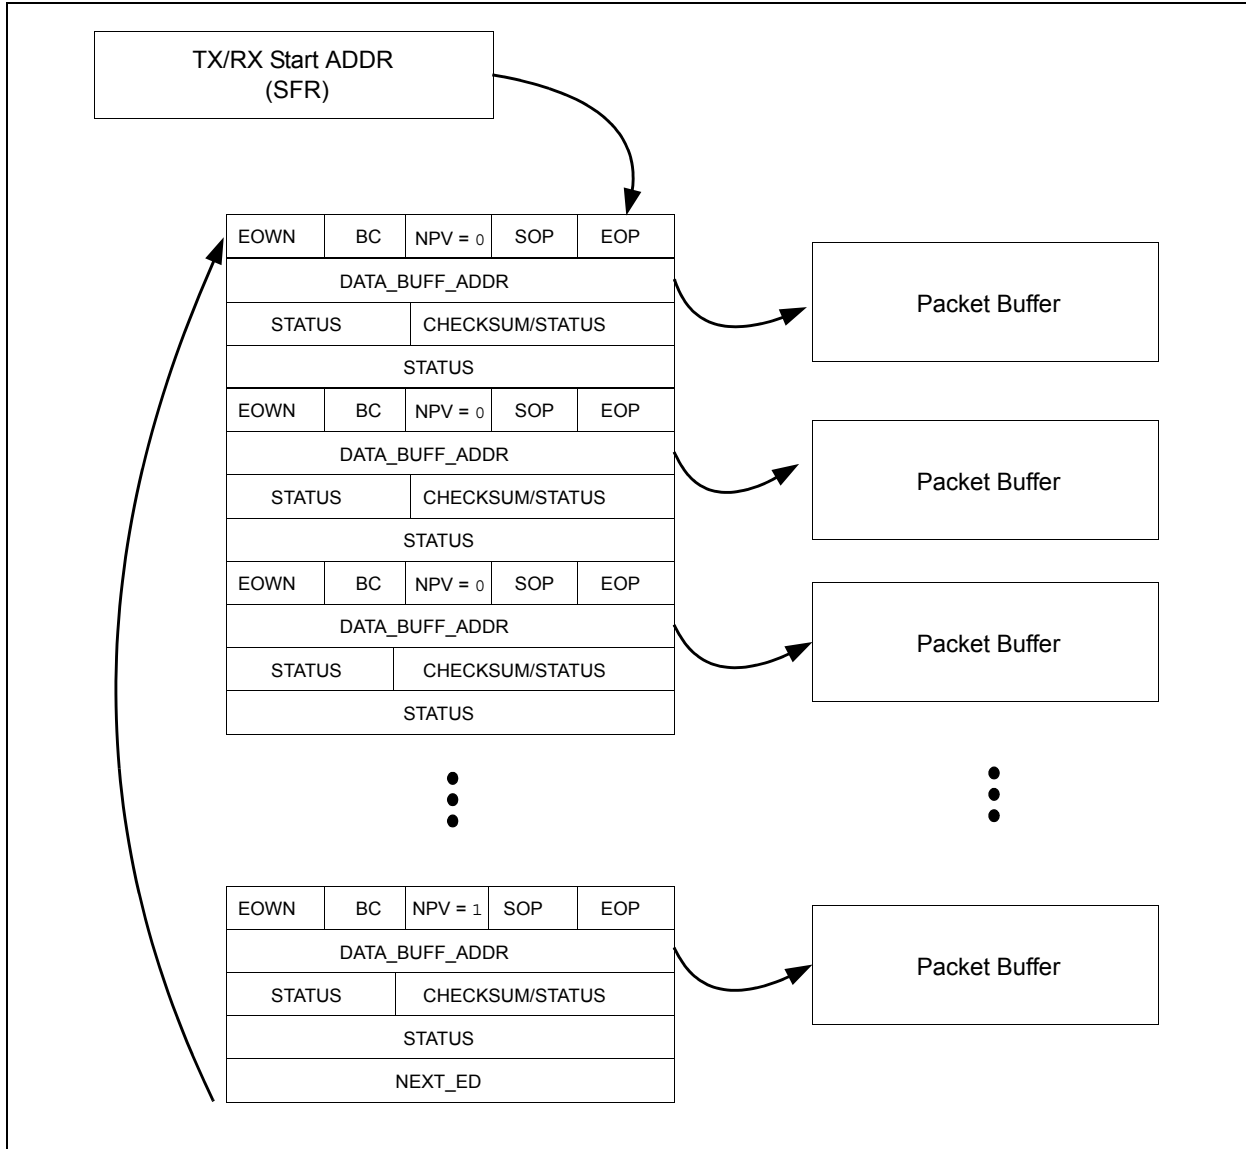 TX/RX Start ADDR
(SFR)
EOWN BC NPV = 0 SOP EOP
DATA_BUFF_ADDR
STATUS CHECKSUM/STATUS
STATUS
Packet Buffer
EOWN BC NPV = 0 SOP EOP
DATA_BUFF_ADDR
STATUS CHECKSUM/STATUS
STATUS
Packet Buffer
EOWN BC NPV = 0 SOP EOP
DATA_BUFF_ADDR
STATUS CHECKSUM/STATUS
STATUS
Packet Buffer
EOWN BC NPV = 1 SOP EOP
DATA_BUFF_ADDR
STATUS CHECKSUM/STATUS
STATUS
NEXT_ED
Packet Buffer